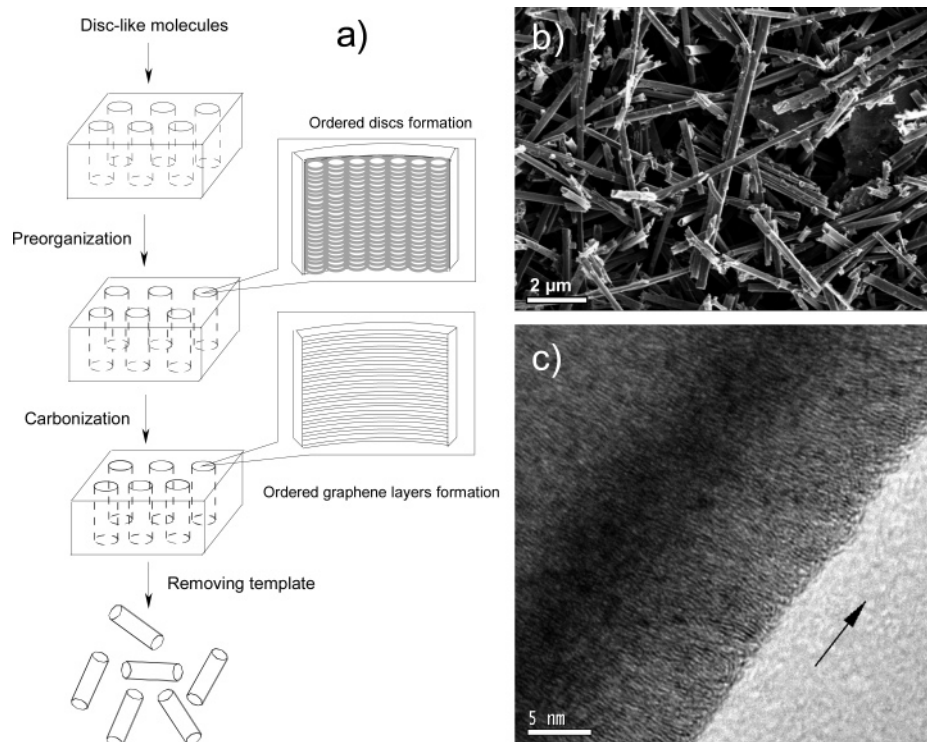 Disc-like molecules
a)
Ordered discs formation
Preorganization
Carbonization
Ordered graphene layers formation
Removing template
b)
2 µm
c)
5 nm